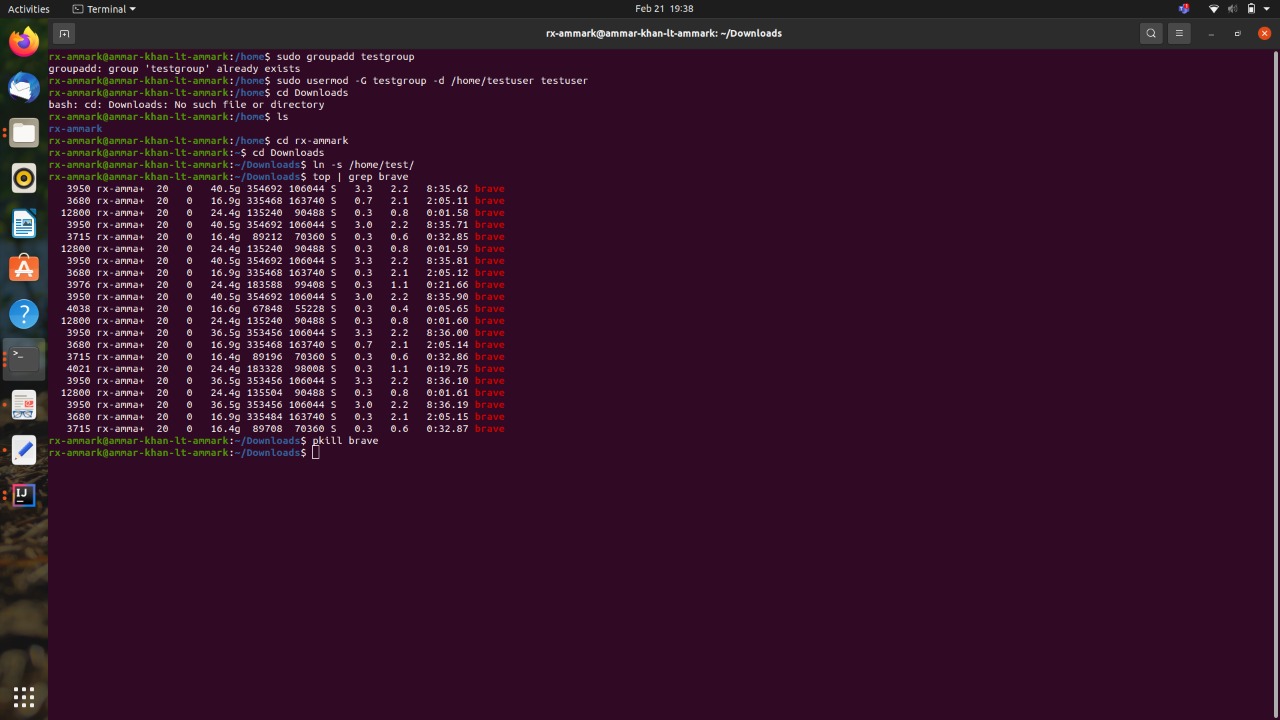 Activities Terminal Feb 21 19:38
rx-ammark@ammar-khan-lt-ammark: ~/Downloads
rx-ammark@ammar-khan-lt-ammark:/home$ sudo groupadd testgroup
groupadd: group 'testgroup' already exists
rx-ammark@ammar-khan-lt-ammark:/home$ sudo usermod -G testgroup -d /home/testuser testuser
rx-ammark@ammar-khan-lt-ammark:/home$ cd Downloads
bash: cd: Downloads: No such file or directory
rx-ammark@ammar-khan-lt-ammark:/home$ ls
rx-ammark
rx-ammark@ammar-khan-lt-ammark:/home$ cd rx-ammark
rx-ammark@ammar-khan-lt-ammark:~$ cd Downloads
rx-ammark@ammar-khan-lt-ammark:~/Downloads$ ln -s /home/test/
rx-ammark@ammar-khan-lt-ammark:~/Downloads$ top | grep brave
3950 rx-amma+ 20 0 40.5g 354692 106044 S 3.3 2.2 8:35.62 brave
3680 rx-amma+ 20 0 16.9g 335468 163740 S 0.7 2.1 2:05.11 brave
12800 rx-amma+ 20 0 24.4g 135240 90488 S 0.3 0.8 0:01.58 brave
3950 rx-amma+ 20 0 40.5g 354692 106044 S 3.0 2.2 8:35.71 brave
3715 rx-amma+ 20 0 16.4g 89212 70360 S 0.3 0.6 0:32.85 brave
12800 rx-amma+ 20 0 24.4g 135240 90488 S 0.3 0.8 0:01.59 brave
3950 rx-amma+ 20 0 40.5g 354692 106044 S 3.3 2.2 8:35.81 brave
3680 rx-amma+ 20 0 16.9g 335468 163740 S 0.3 2.1 2:05.12 brave
3976 rx-amma+ 20 0 24.4g 183588 99408 S 0.3 1.1 0:21.66 brave
3950 rx-amma+ 20 0 40.5g 354692 106044 S 3.0 2.2 8:35.90 brave
4038 rx-amma+ 20 0 16.6g 67848 55228 S 0.3 0.4 0:05.65 brave
12800 rx-amma+ 20 0 24.4g 135240 90488 S 0.3 0.8 0:01.60 brave
3950 rx-amma+ 20 0 36.5g 353456 106044 S 3.3 2.2 8:36.00 brave
3680 rx-amma+ 20 0 16.9g 335468 163740 S 0.7 2.1 2:05.14 brave
3715 rx-amma+ 20 0 16.4g 89196 70360 S 0.3 0.6 0:32.86 brave
4021 rx-amma+ 20 0 24.4g 183328 98008 S 0.3 1.1 0:19.75 brave
3950 rx-amma+ 20 0 36.5g 353456 106044 S 3.3 2.2 8:36.10 brave
12800 rx-amma+ 20 0 24.4g 135504 90488 S 0.3 0.8 0:01.61 brave
3950 rx-amma+ 20 0 36.5g 353456 106044 S 3.0 2.2 8:36.19 brave
3680 rx-amma+ 20 0 16.9g 335484 163740 S 0.3 2.1 2:05.15 brave
3715 rx-amma+ 20 0 16.4g 89708 70360 S 0.3 0.6 0:32.87 brave
rx-ammark@ammar-khan-lt-ammark:~/Downloads$ pkill brave
rx-ammark@ammar-khan-lt-ammark:~/Downloads$